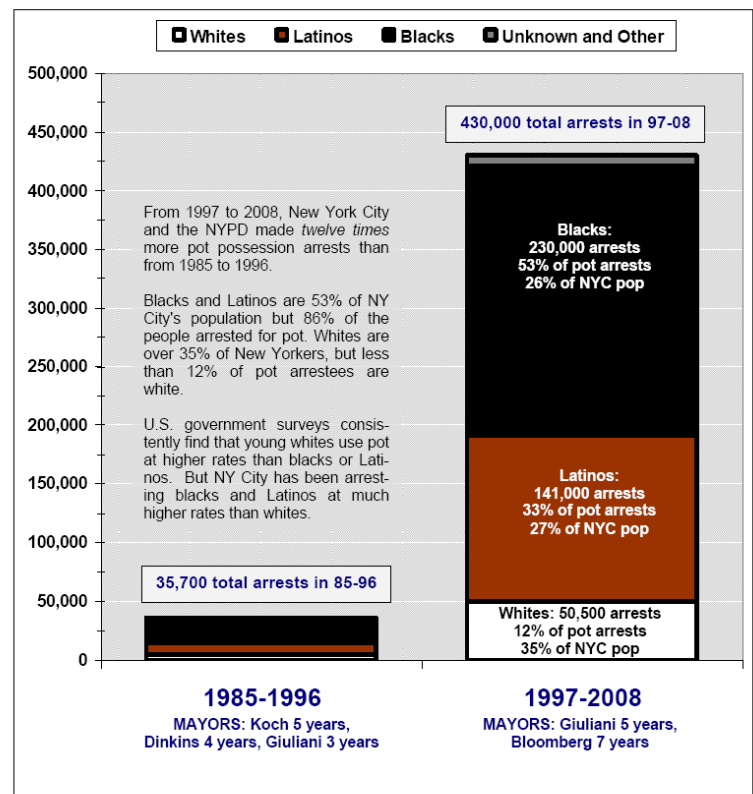 Whites Latinos Blacks Unknown and Other
500,000
450,000
400,000
350,000
300,000
250,000
200,000
150,000
100,000
50,000
0
430,000 total arrests in 97-08
From 1997 to 2008, New York City
and the NYPD made twelve times
more pot possession arrests than
from 1985 to 1996.
Blacks and Latinos are 53% of NY
City's population but 86% of the
people arrested for pot. Whites are
over 35% of New Yorkers, but less
than 12% of pot arrestees are
white.
U.S. government surveys consis-
tently find that young whites use pot
at higher rates than blacks or Lati-
nos. But NY City has been arrest-
ing blacks and Latinos at much
higher rates than whites.
35,700 total arrests in 85-96
Blacks:
230,000 arrests
53% of pot arrests
26% of NYC pop
Latinos:
141,000 arrests
33% of pot arrests
27% of NYC pop
Whites: 50,500 arrests
12% of pot arrests
35% of NYC pop
1985-1996
MAYORS: Koch 5 years,
Dinkins 4 years, Giuliani 3 years
1997-2008
MAYORS: Giuliani 5 years,
Bloomberg 7 years